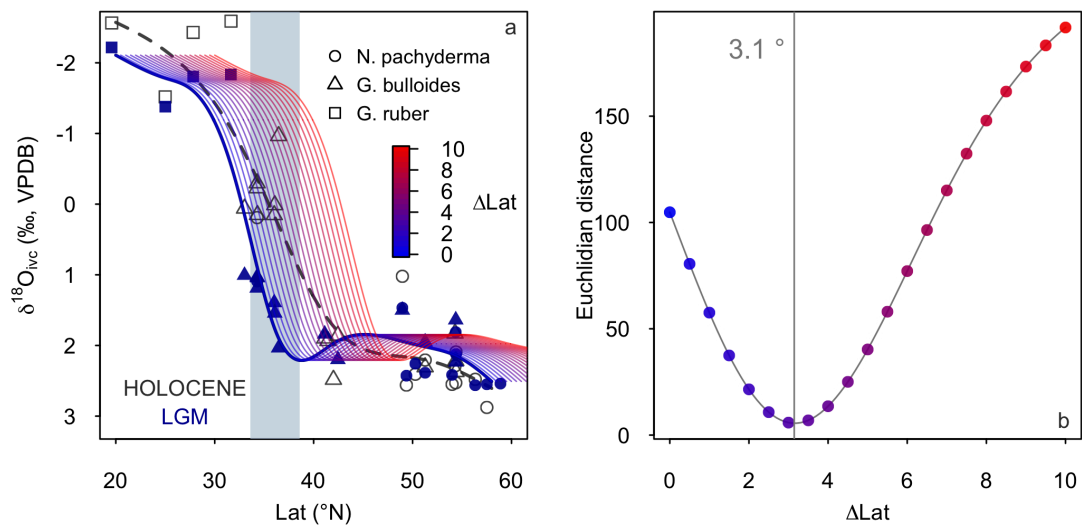 a
N. pachyderma
G. bulloides
G. ruber
10
8
6
4
2
0
ΔLat
HOLOCENE
LGM
-2
-1
0
1
2
3
δ18Oivc (‰, VPDB)
20
30
40
50
60
Lat (°N)
3.1 °
150
100
50
0
Euchlidian distance
b
0
2
4
6
8
10
ΔLat